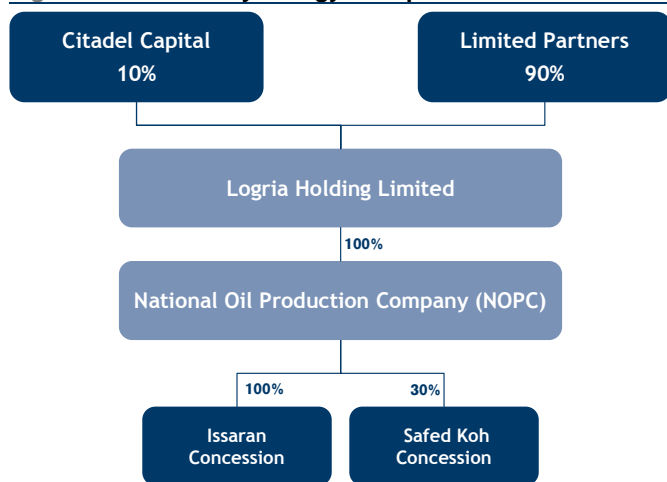 Citadel Capital
10%
Limited Partners
90%
Logria Holding Limited
100%
National Oil Production Company (NOPC)
100%
30%
Issaran
Concession
Safed Koh
Concession